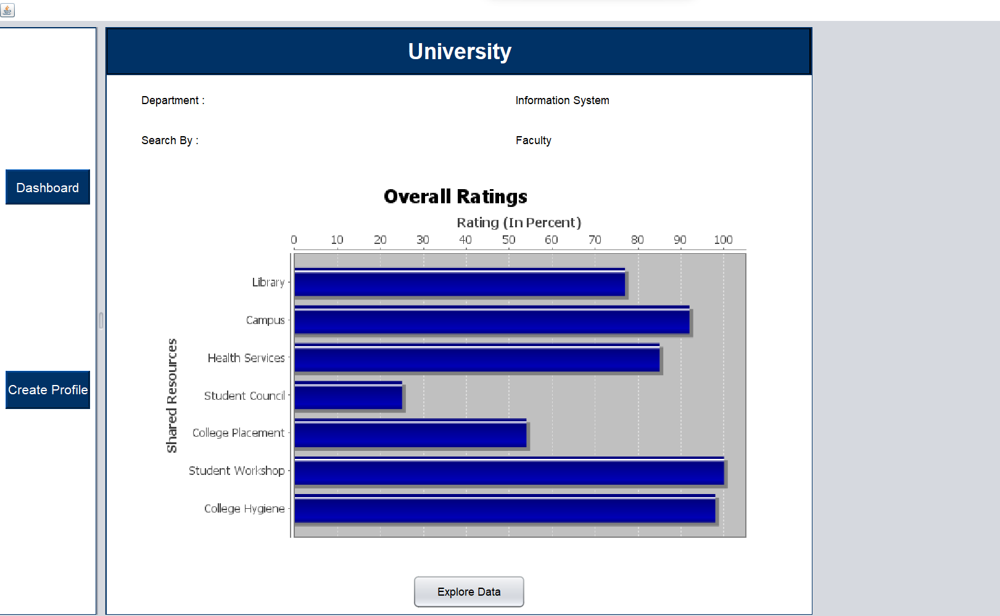 University
Department :
Information System
Search By :
Faculty
Dashboard
Create Profile
Overall Ratings
Rating (In Percent)
0 10 20 30 40 50 60 70 80 90 100
Shared Resources
Library
Campus
Health Services
Student Council
College Placement
Student Workshop
College Hygiene
Explore Data